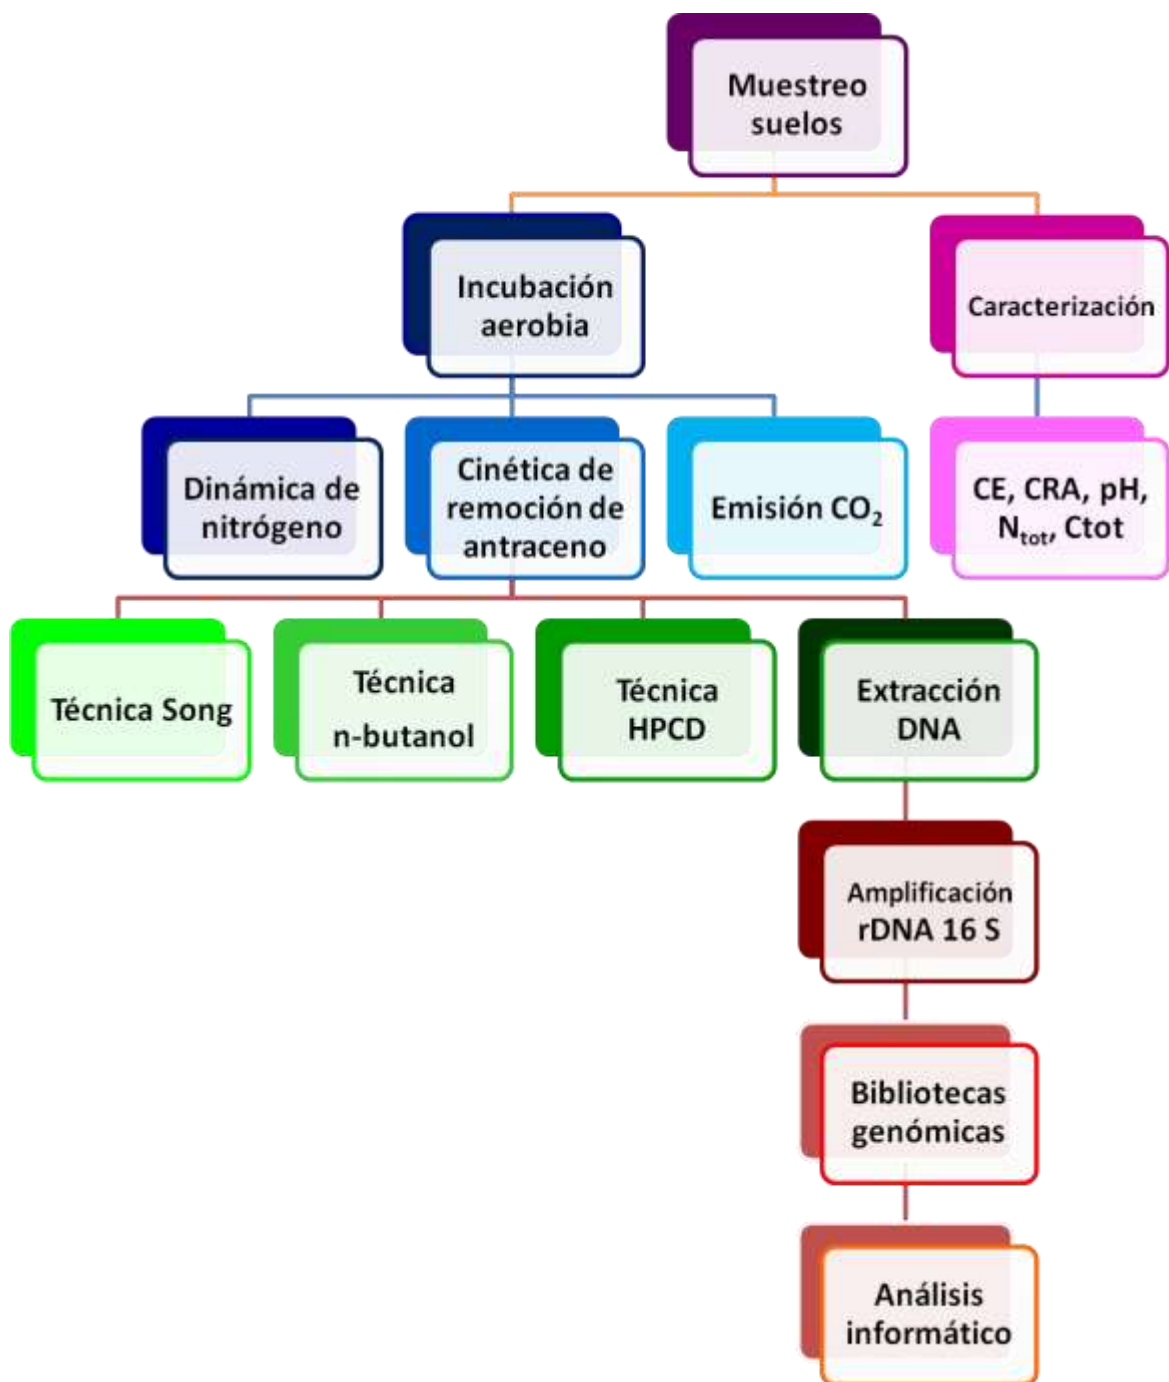 Muestreo
suelos
Incubación
aerobia
Caracterización
Dinámica de
nitrógeno
Cinética de
remoción de
antraceno
Emisión CO₂
CE, CRA, pH,
Nₜₒₜ, Ctot
Técnica Song
Técnica
n-butanol
Técnica
HPCD
Extracción
DNA
Amplificación
rDNA 16 S
Bibliotecas
genómicas
Análisis
informático